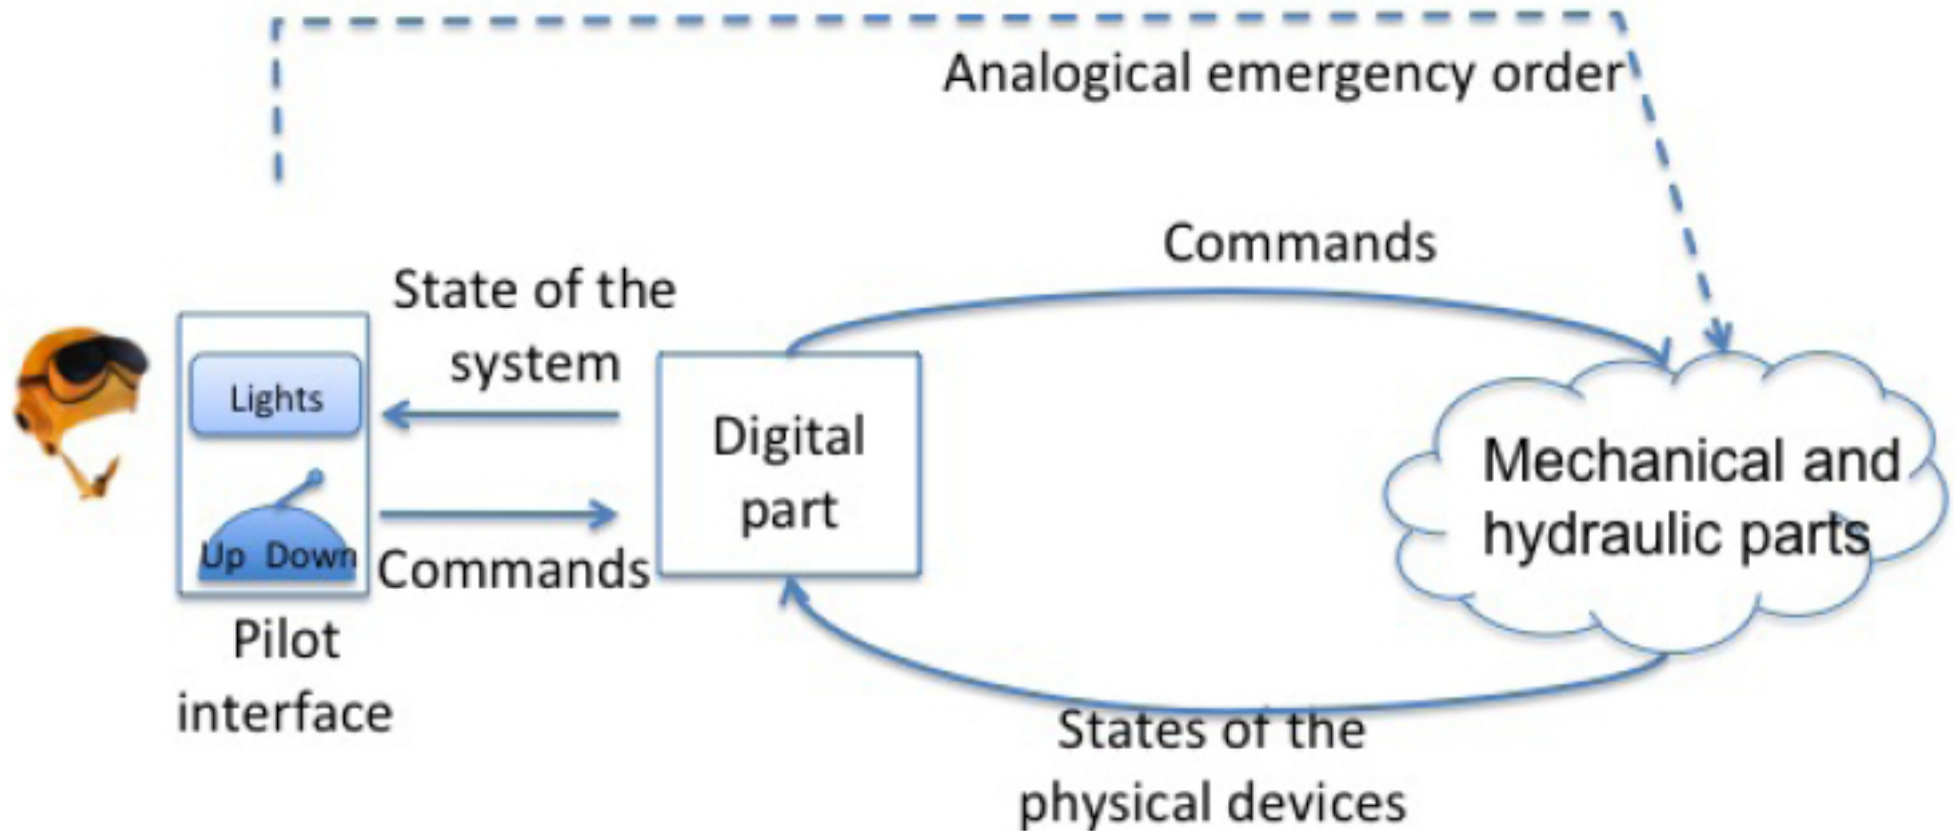 Analogical emergency order
Commands
State of the
system
Lights
Digital
part
Up Down
Commands
Mechanical and
hydraulic parts
Pilot
interface
States of the
physical devices